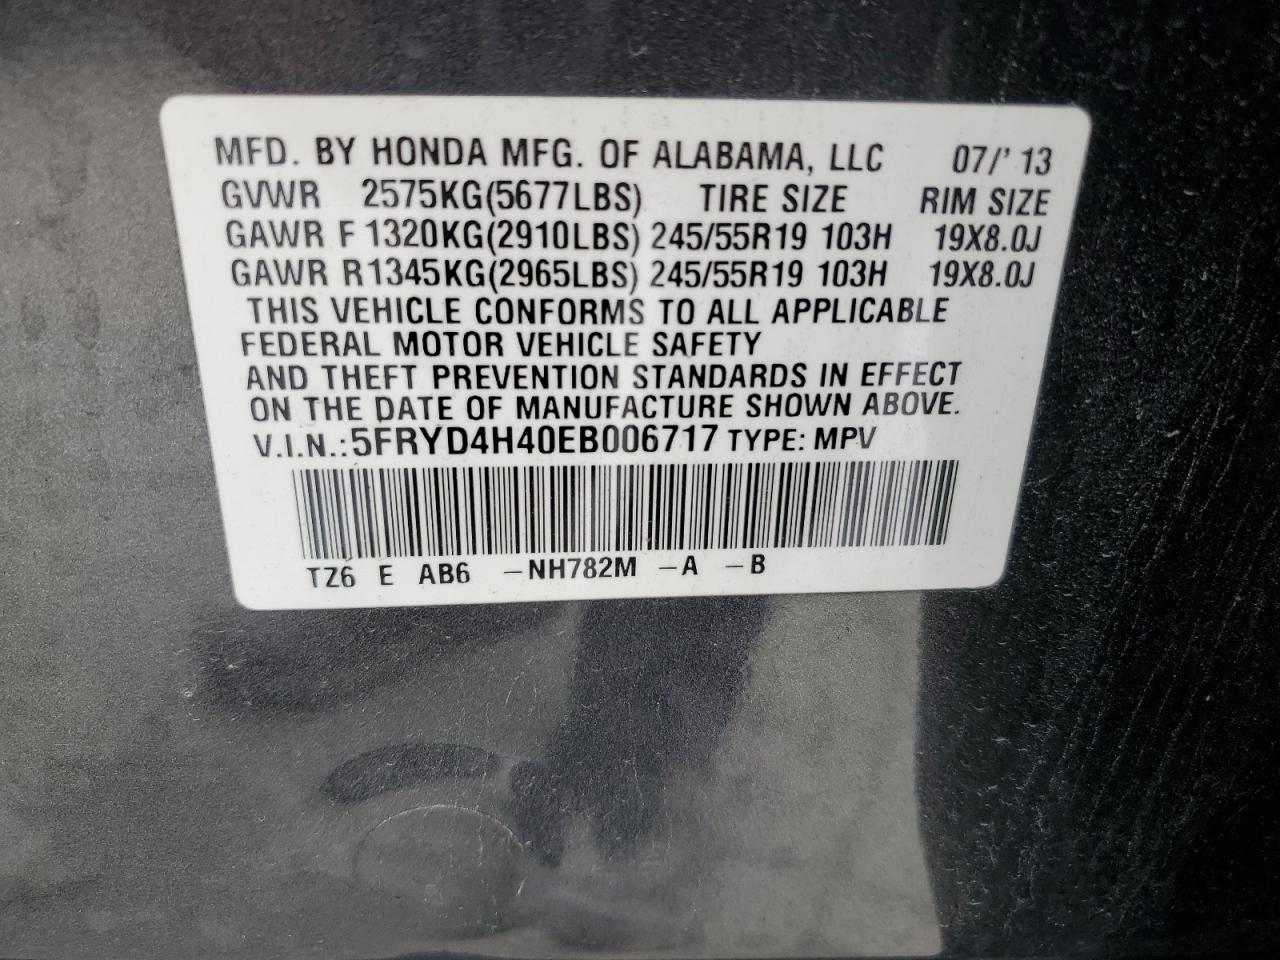 MFD. BY HONDA MFG. OF ALABAMA, LLC 07/' 13
GVWR 2575KG(5677LBS) TIRE SIZE RIM SIZE
GAWR F 1320KG(2910LBS) 245/55R19 103H 19X8.0J
GAWR R 1345KG(2965LBS) 245/55R19 103H 19X8.0J
THIS VEHICLE CONFORMS TO ALL APPLICABLE
FEDERAL MOTOR VEHICLE SAFETY
AND THEFT PREVENTION STANDARDS IN EFFECT
ON THE DATE OF MANUFACTURE SHOWN ABOVE.
V.I.N.: 5FRYD4H40EB006717 TYPE: MPV
TZ6 E AB6 -NH782M -A -B